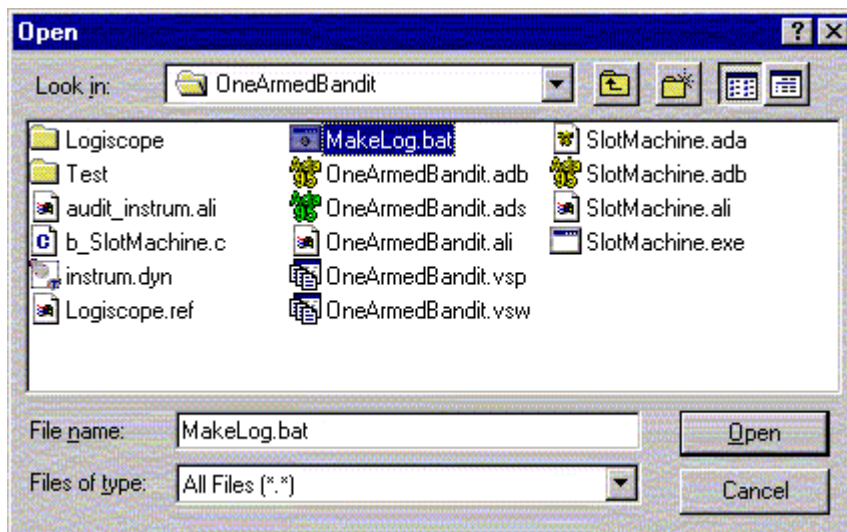 Open
Look in: OneArmedBandit
Logiscope MakeLog.bat SlotMachine.ada
Test OneArmedBandit.adb SlotMachine.adb
audit_instrum.ali OneArmedBandit.ads SlotMachine.ali
b_SlotMachine.c OneArmedBandit.ali SlotMachine.exe
instrum.dyn OneArmedBandit.vsp
Logiscope.ref OneArmedBandit.vsw
File name: MakeLog.bat Open
Files of type: All Files (*.*) Cancel